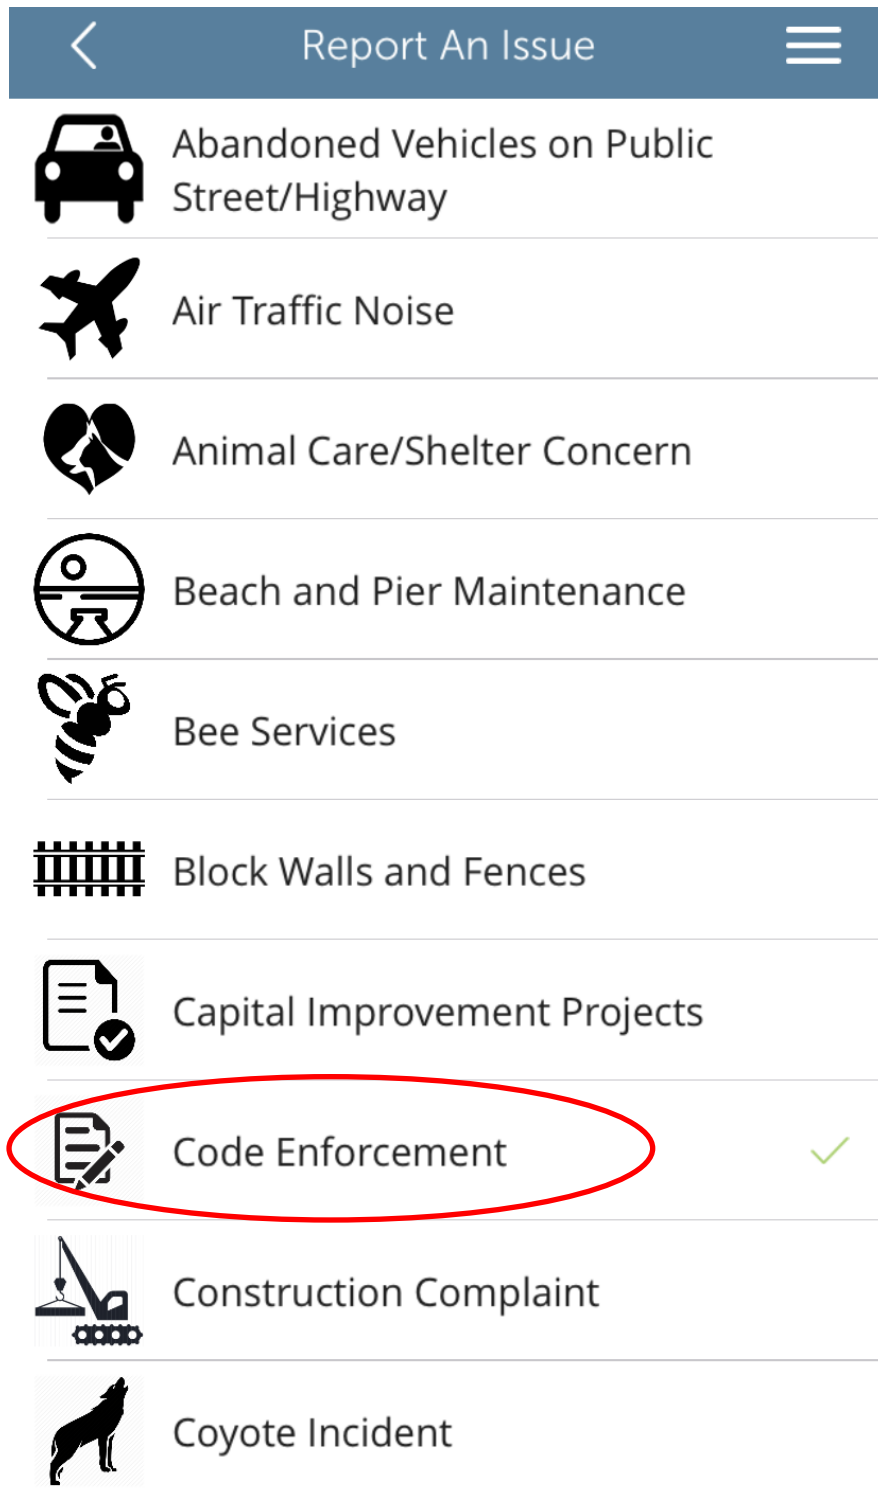 Report An Issue
Abandoned Vehicles on Public
Street/Highway
Air Traffic Noise
Animal Care/Shelter Concern
Beach and Pier Maintenance
Bee Services
Block Walls and Fences
Capital Improvement Projects
Code Enforcement
Construction Complaint
Coyote Incident